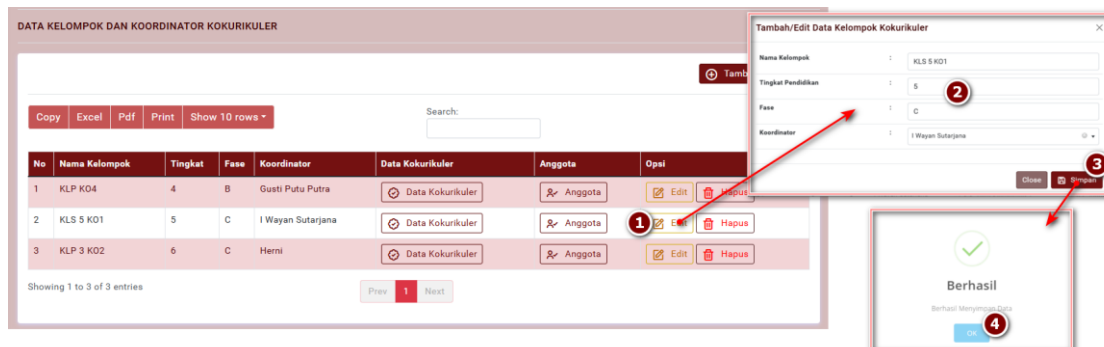 DATA KELOMPOK DAN KOORDINATOR KOKURIKULER
Tamb
Copy Excel Pdf Print Show 10 rows
Search:
No Nama Kelompok Tingkat Fase Koordinator Data Kokurikuler Anggota Opsi
1 KLP KO4 4 B Gusti Putu Putra Data Kokurikuler Anggota Edit Hapus
2 KLS 5 KO1 5 C I Wayan Sutarjana Data Kokurikuler Anggota 1 Edit Hapus
3 KLP 3 KO2 6 C Herni Data Kokurikuler Anggota Edit Hapus
Showing 1 to 3 of 3 entries
Prev 1 Next
Tambah/Edit Data Kelompok Kokurikuler ×
Nama Kelompok : KLS 5 KO1
Tingkat Pendidikan : 5
2
Fase : C
Koordinator : I Wayan Sutarjana
3
Close Simpan
Berhasil
Berhasil Menyimpan Data
OK 4